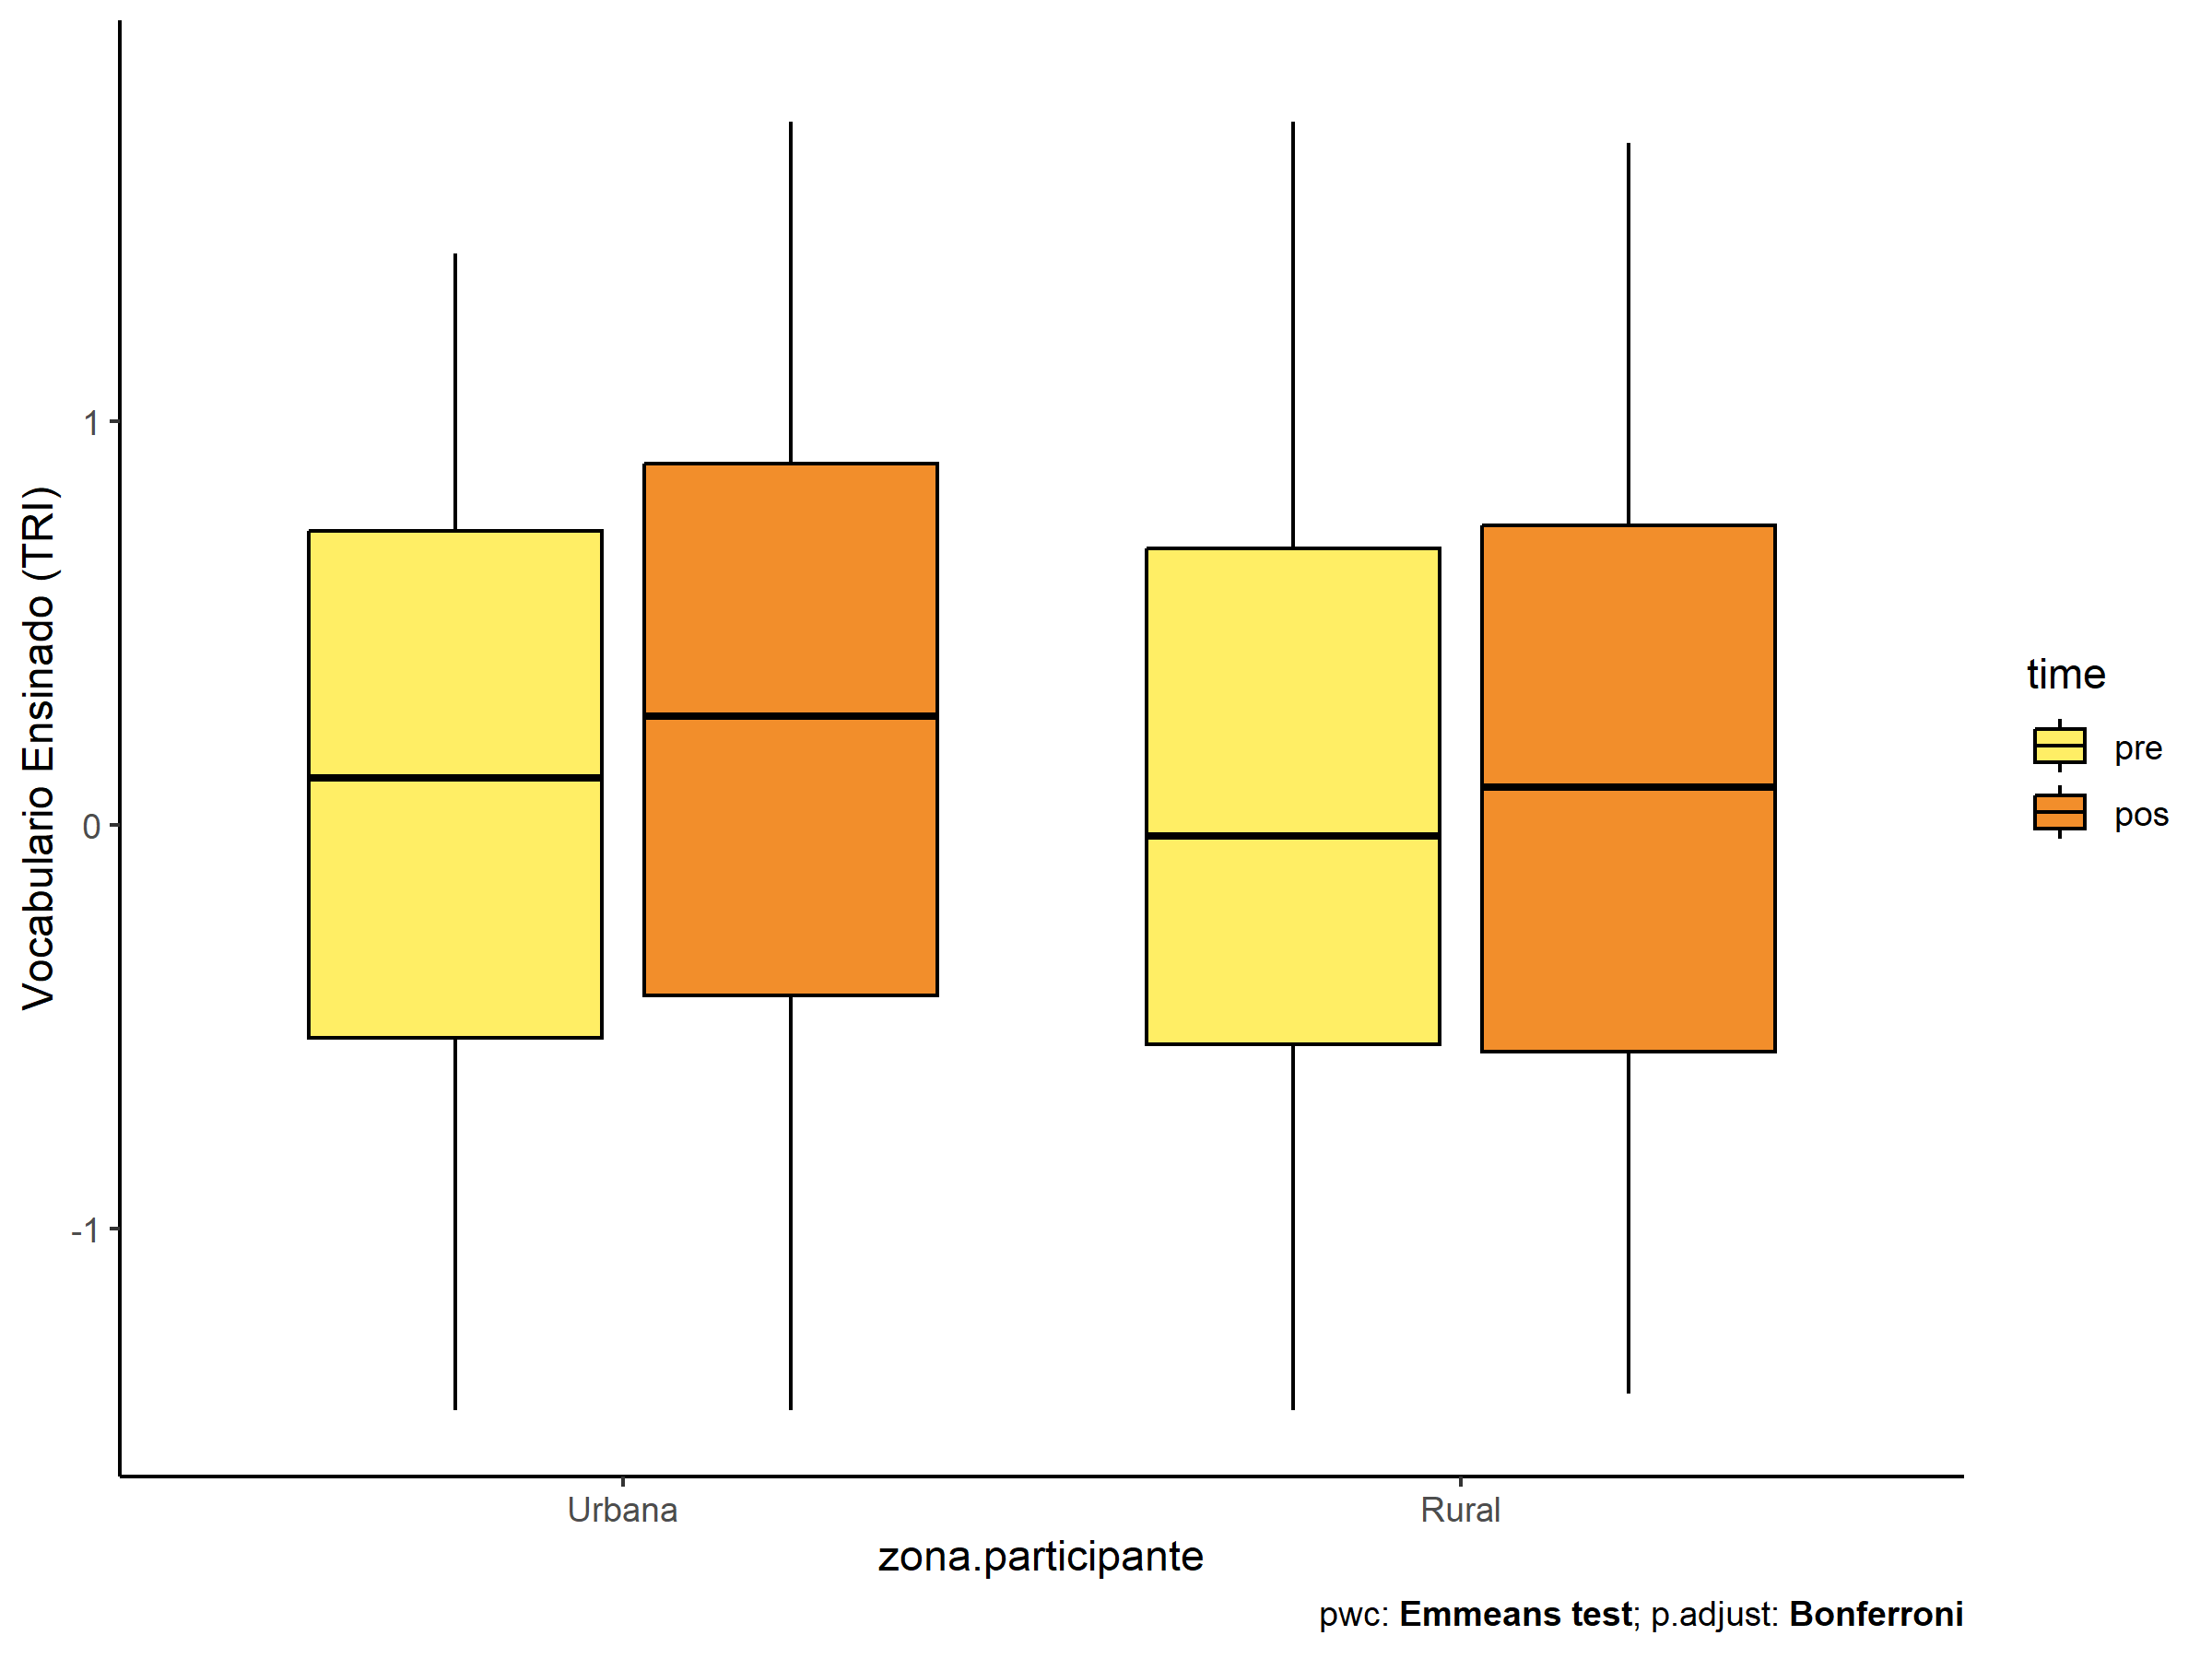 Vocabulario Ensinado (TRI)
1
0
-1
Urbana Rural
zona.participante
time
pre
pos
pwc: Emmeans test; p.adjust: Bonferroni